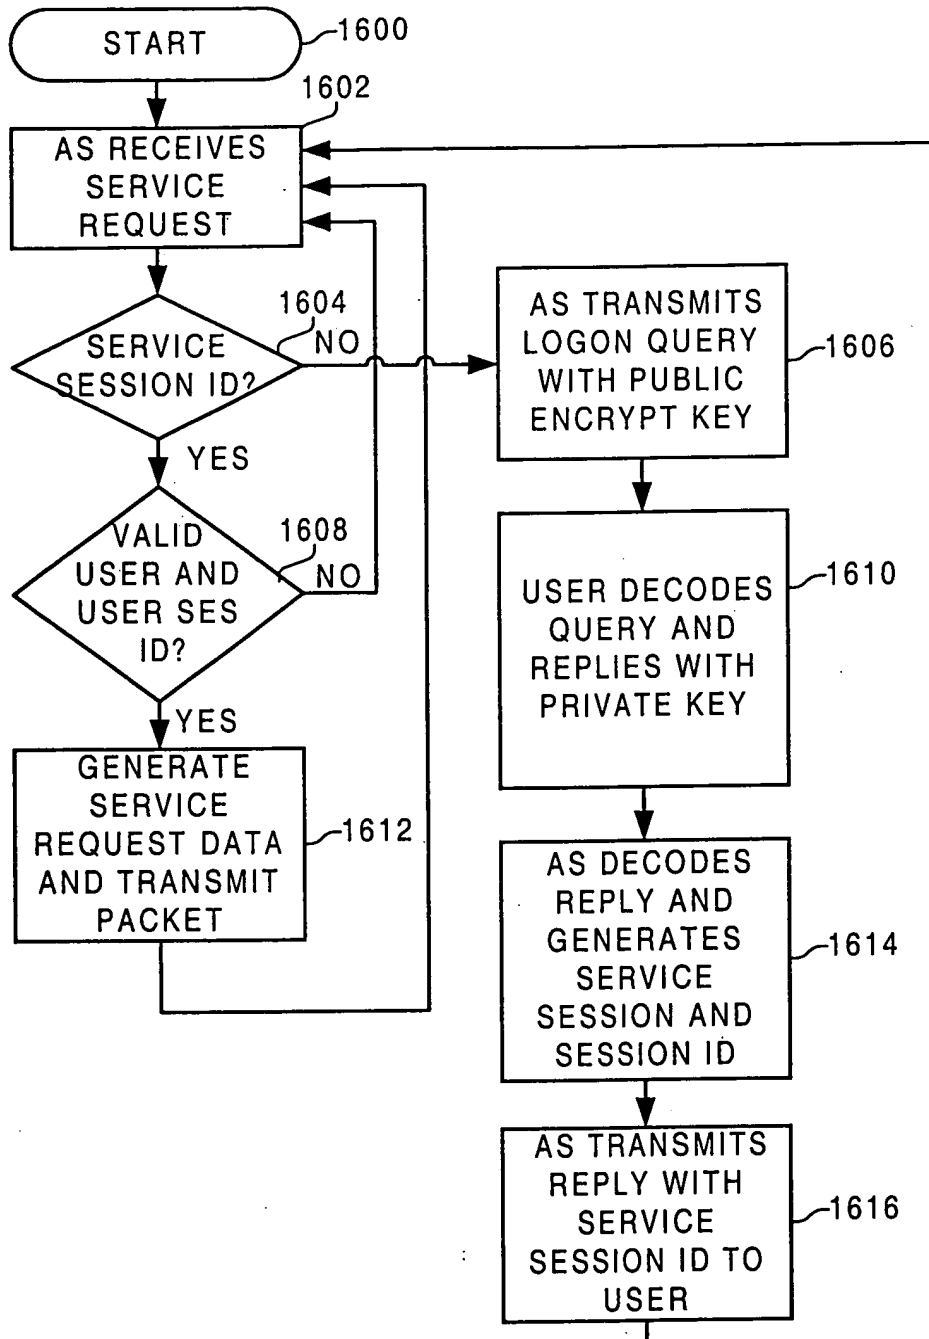 START
1600
1602
AS RECEIVES
SERVICE
REQUEST
1604
SERVICE
SESSION ID?
NO
YES
AS TRANSMITS
LOGON QUERY
WITH PUBLIC
ENCRYPT KEY
1606
VALID
USER AND
USER SES
ID?
1608
NO
YES
USER DECODES
QUERY AND
REPLIES WITH
PRIVATE KEY
1610
GENERATE
SERVICE
REQUEST DATA
AND TRANSMIT
PACKET
1612
AS DECODES
REPLY AND
GENERATES
SERVICE
SESSION AND
SESSION ID
1614
AS TRANSMITS
REPLY WITH
SERVICE
SESSION ID TO
USER
1616